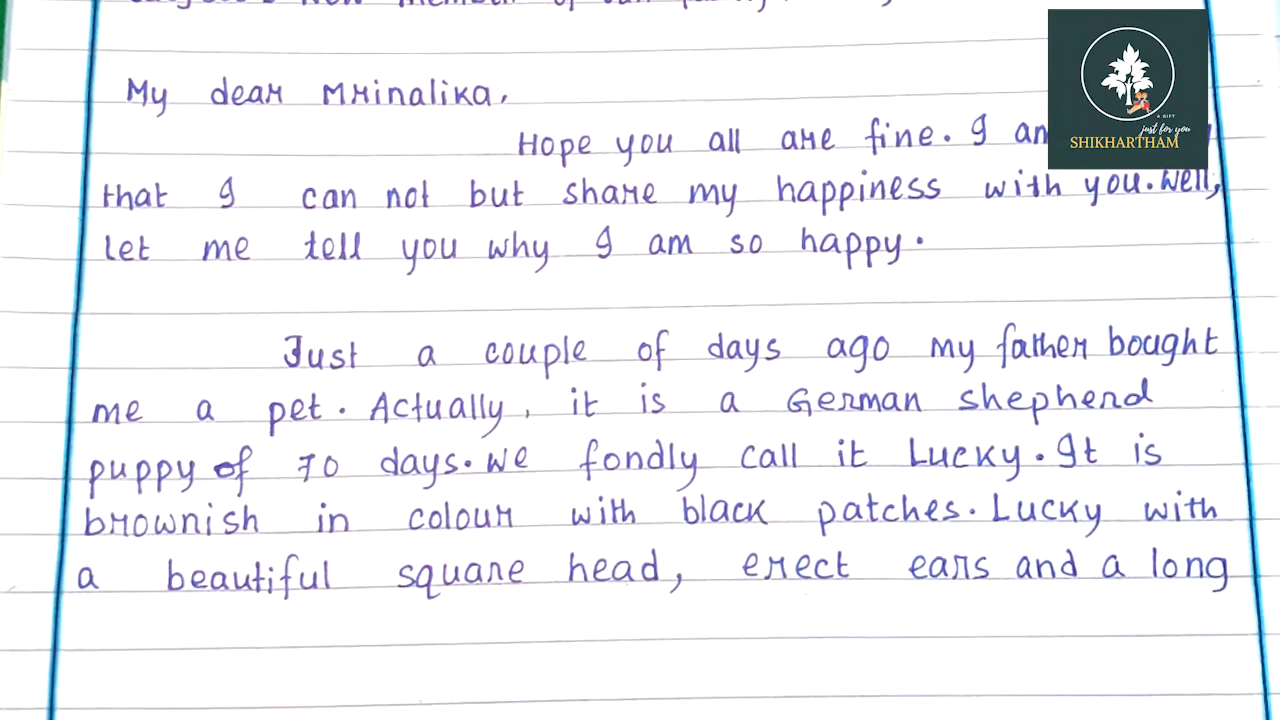 My dear Mrinalika,
Hope you all are fine. I am
that I can not but share my happiness with you. Well,
let me tell you why I am so happy.
Just a couple of days ago my father bought
me a pet. Actually, it is a German shepherd
puppy of 70 days. We fondly call it Lucky. It is
brownish in colour with black patches. Lucky with
a beautiful square head, erect ears and a long
A GIFT
just for you
SHIKHARTHAM